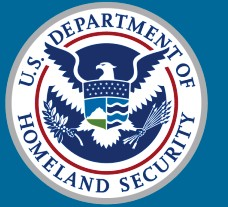 U.S. DEPARTMENT OF
HOMELAND SECURITY